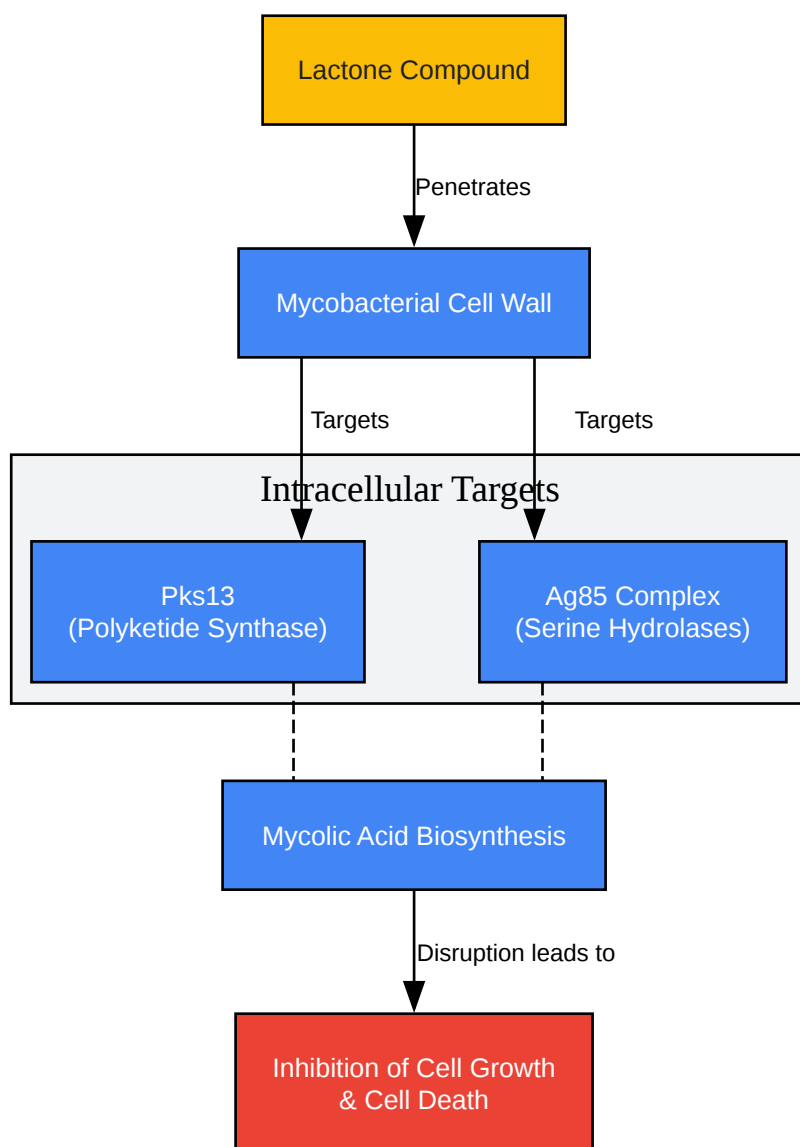 Lactone Compound
Penetrates
Mycobacterial Cell Wall
Targets
Targets
Intracellular Targets
Pks13
(Polyketide Synthase)
Ag85 Complex
(Serine Hydrolases)
Mycolic Acid Biosynthesis
Disruption leads to
Inhibition of Cell Growth
& Cell Death